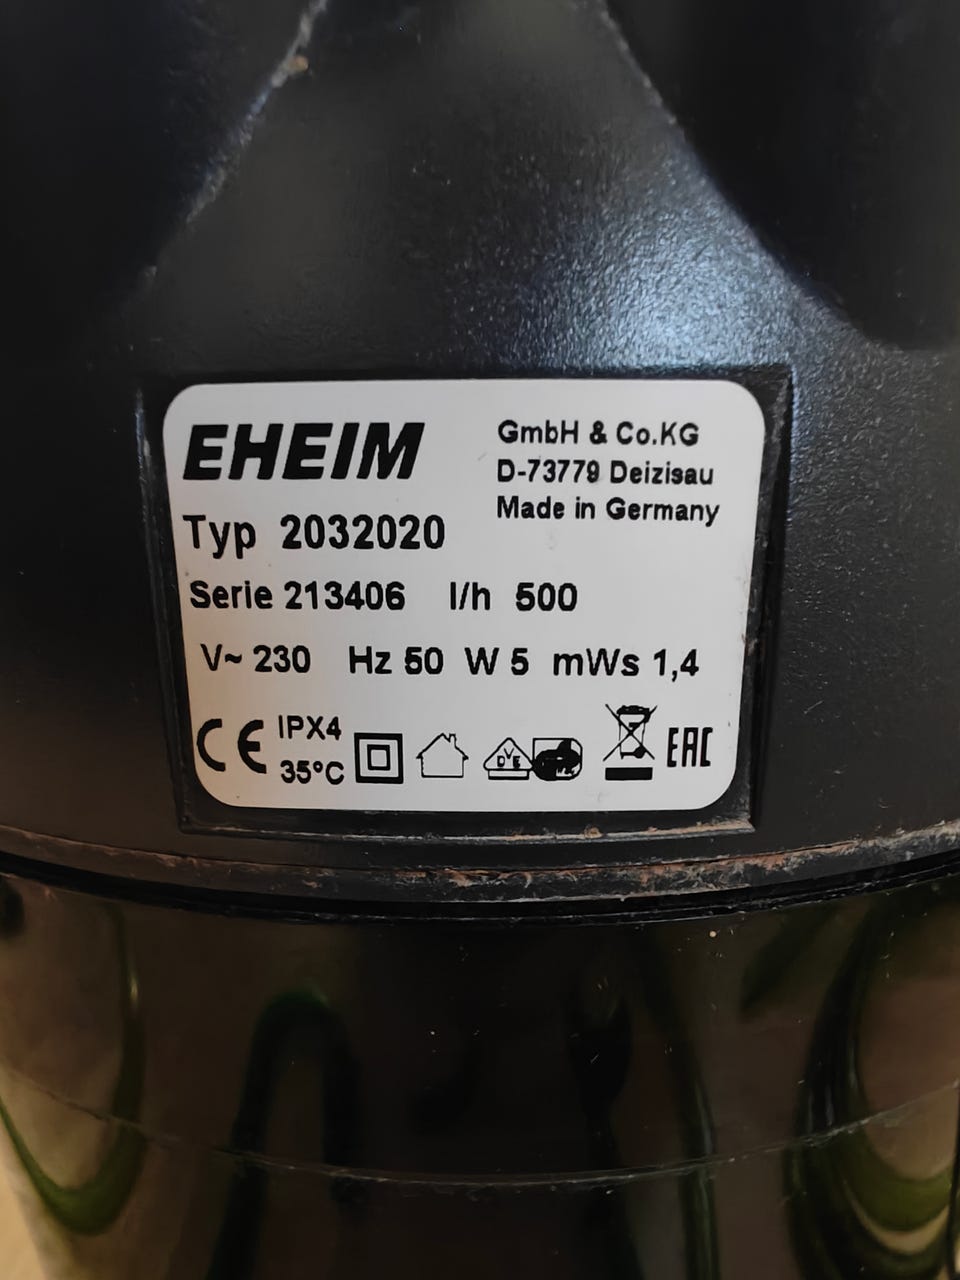 EHEIM
GmbH & Co.KG
D-73779 Deizisau
Made in Germany
Typ 2032020
Serie 213406 l/h 500
V~ 230 Hz 50 W 5 mWs 1,4
CE IPX4
35°C
DVE
EAC